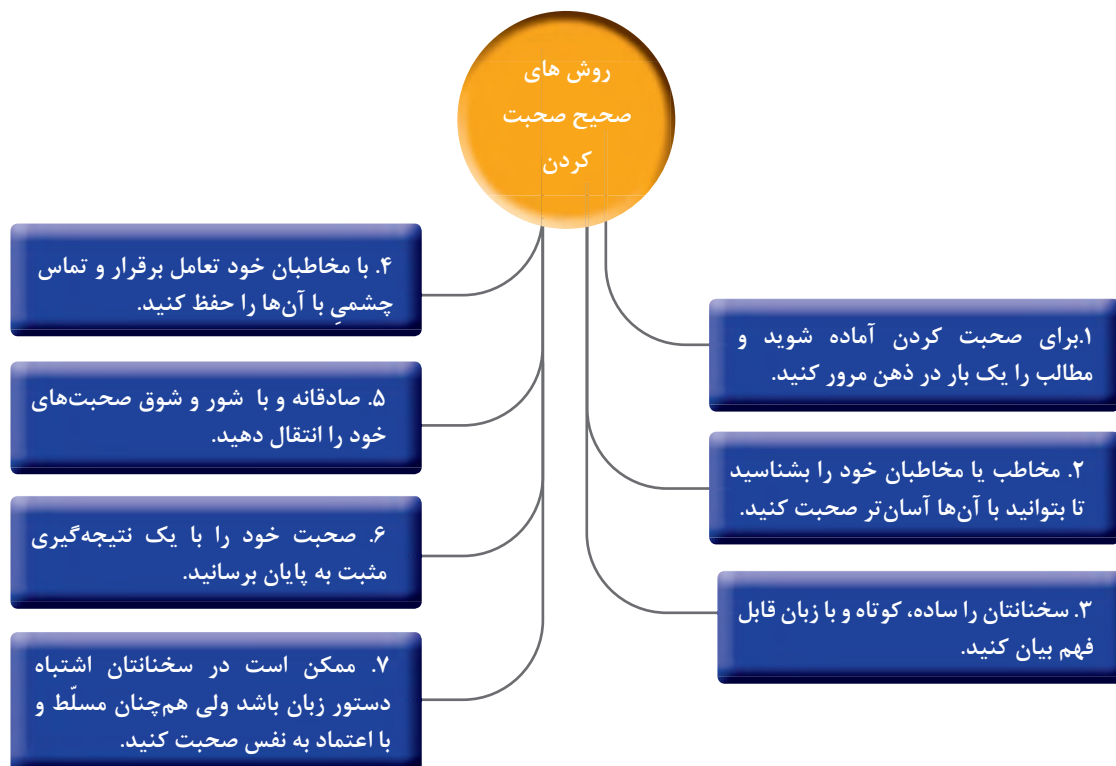 روش های
صحیح صحبت
کردن
۱.برای صحبت کردن آماده شوید و
مطالب را یک بار در ذهن مرور کنید.
۲. مخاطب یا مخاطبان خود را بشناسید
تا بتوانید با آن‌ها آسان‌تر صحبت کنید.
۳. سخنانتان را ساده، کوتاه و با زبان قابل
فهم بیان کنید.
۴. با مخاطبان خود تعامل برقرار و تماس
چشمیِ با آن‌ها را حفظ کنید.
۵. صادقانه و با شور و شوق صحبت‌های
خود را انتقال دهید.
۶. صحبت خود را با یک نتیجه‌گیری
مثبت به پایان برسانید.
۷. ممکن است در سخنانتان اشتباه
دستور زبان باشد ولی هم‌چنان مسلّط و
با اعتماد به نفس صحبت کنید.